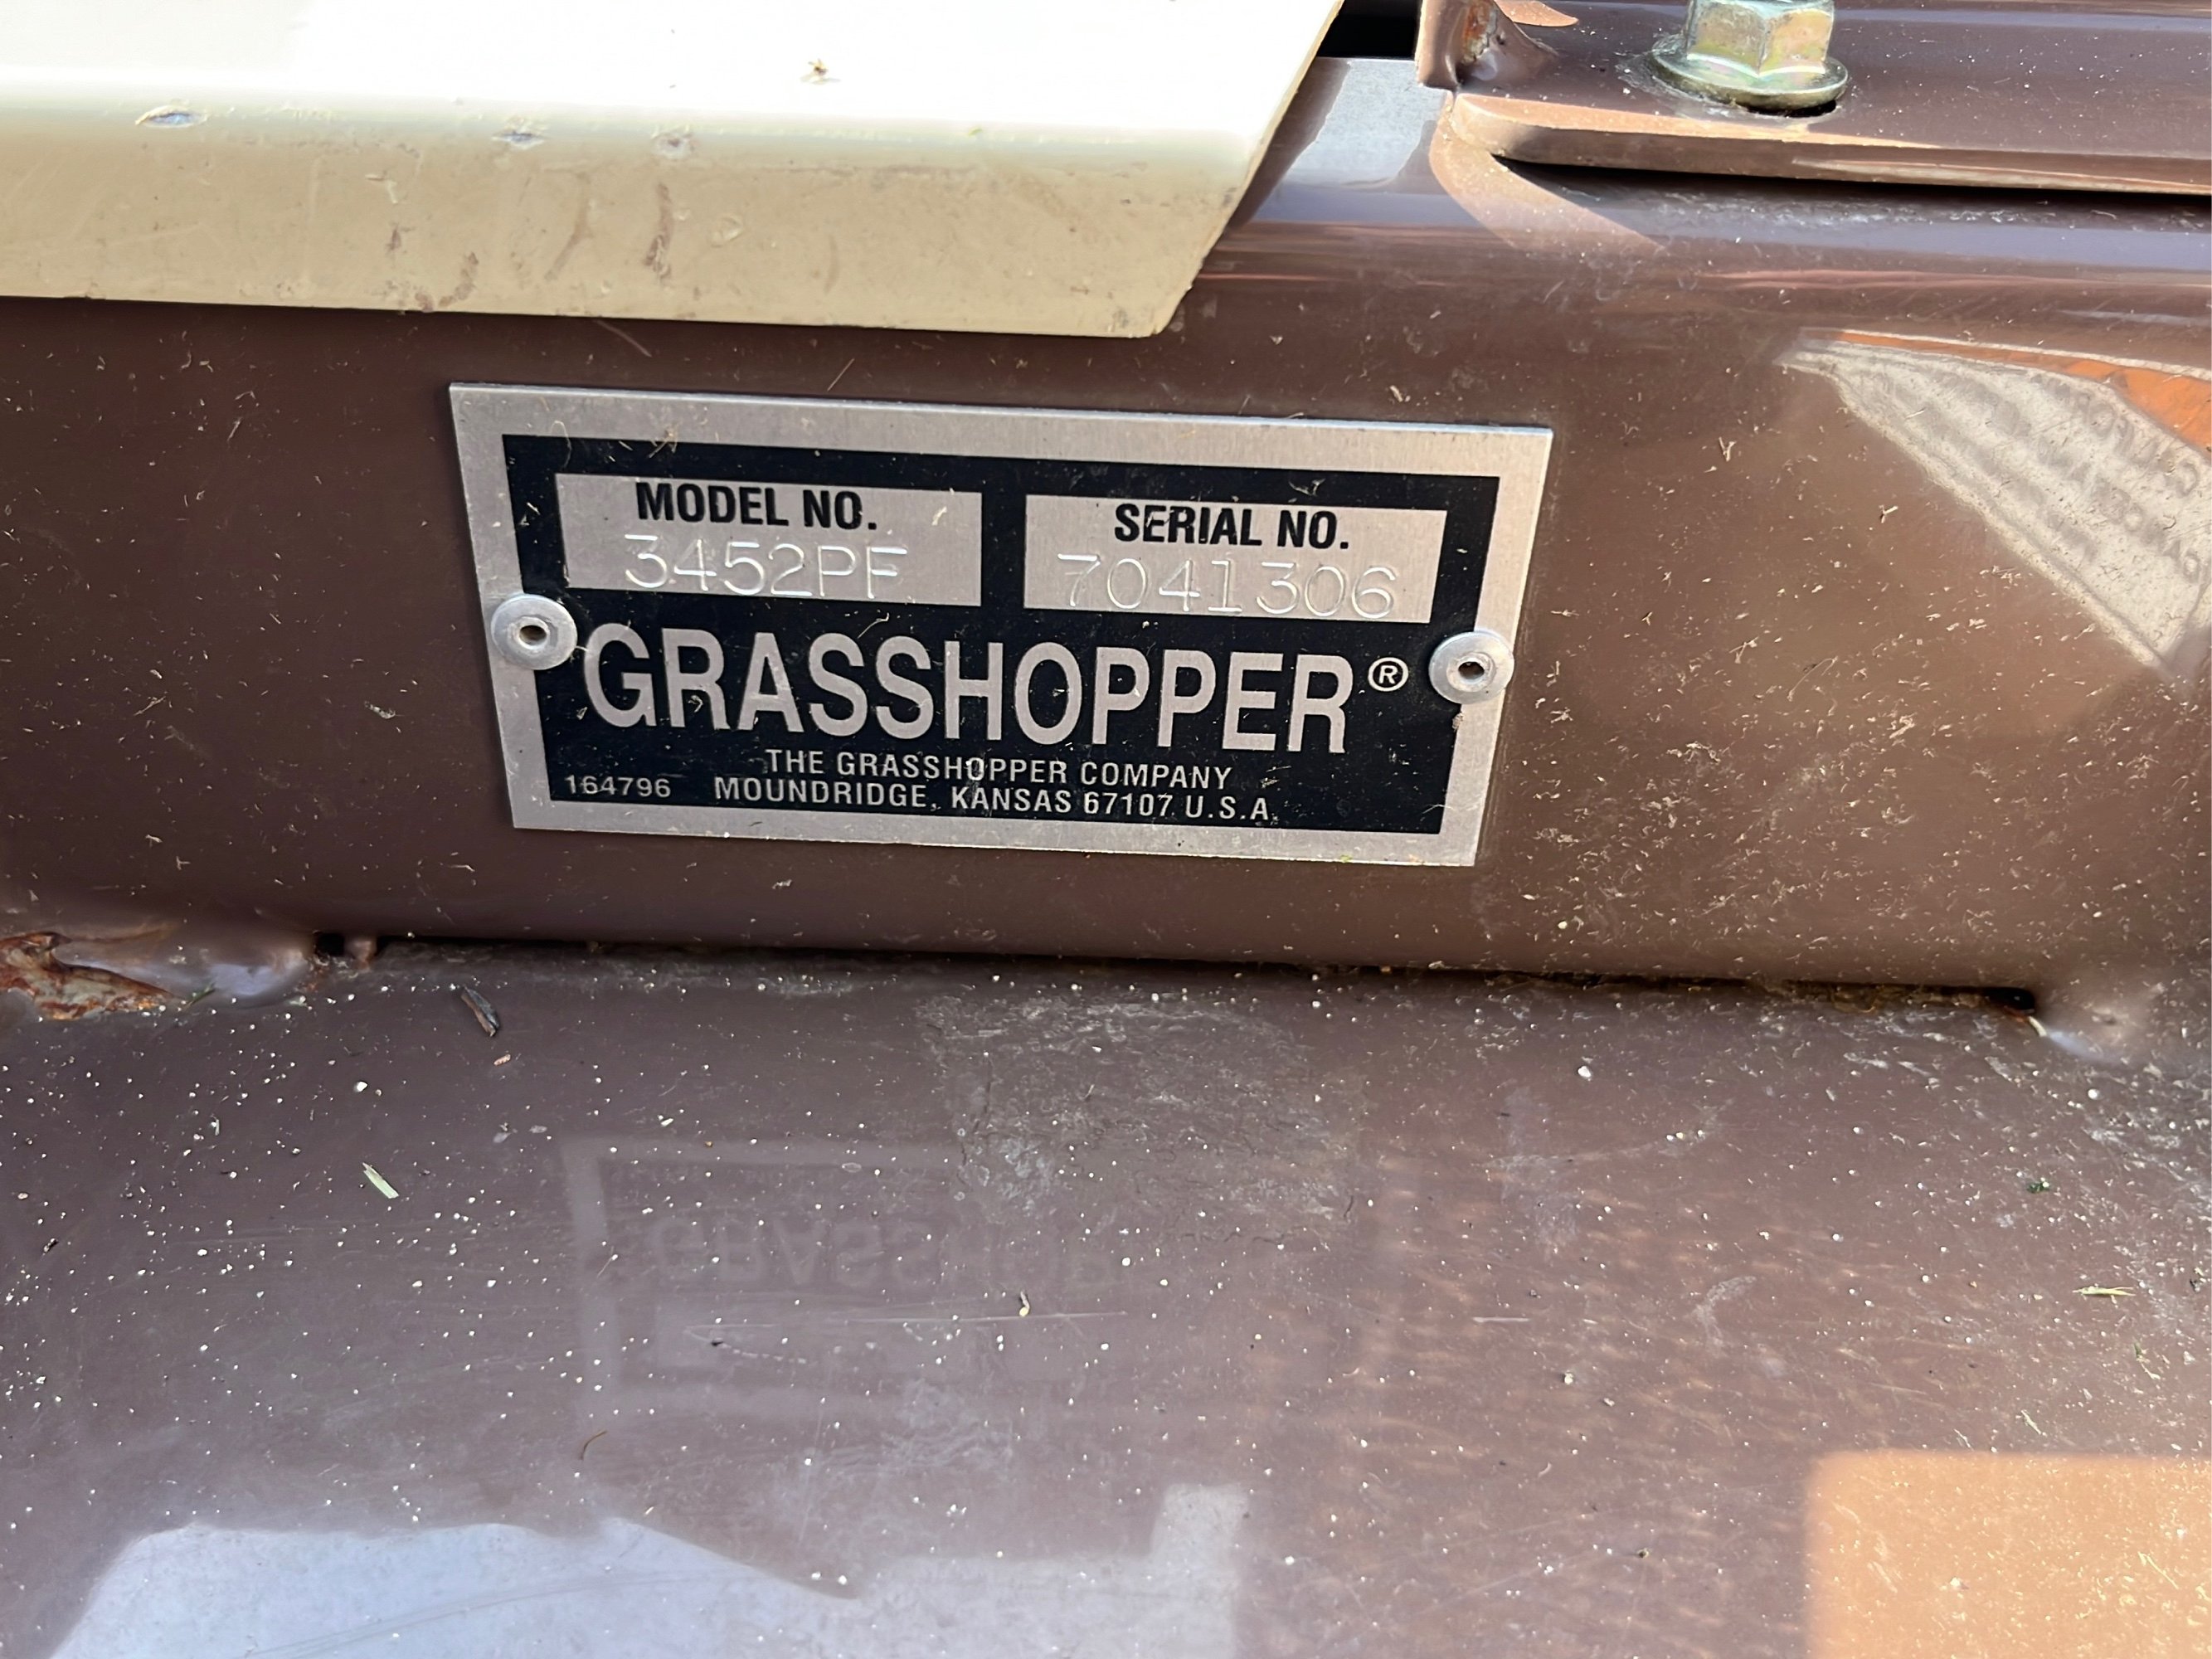 MODEL NO.
3452PF
SERIAL NO.
7041306
GRASSHOPPER®
THE GRASSHOPPER COMPANY
164796 MOUNDRIDGE, KANSAS 67107 U.S.A.